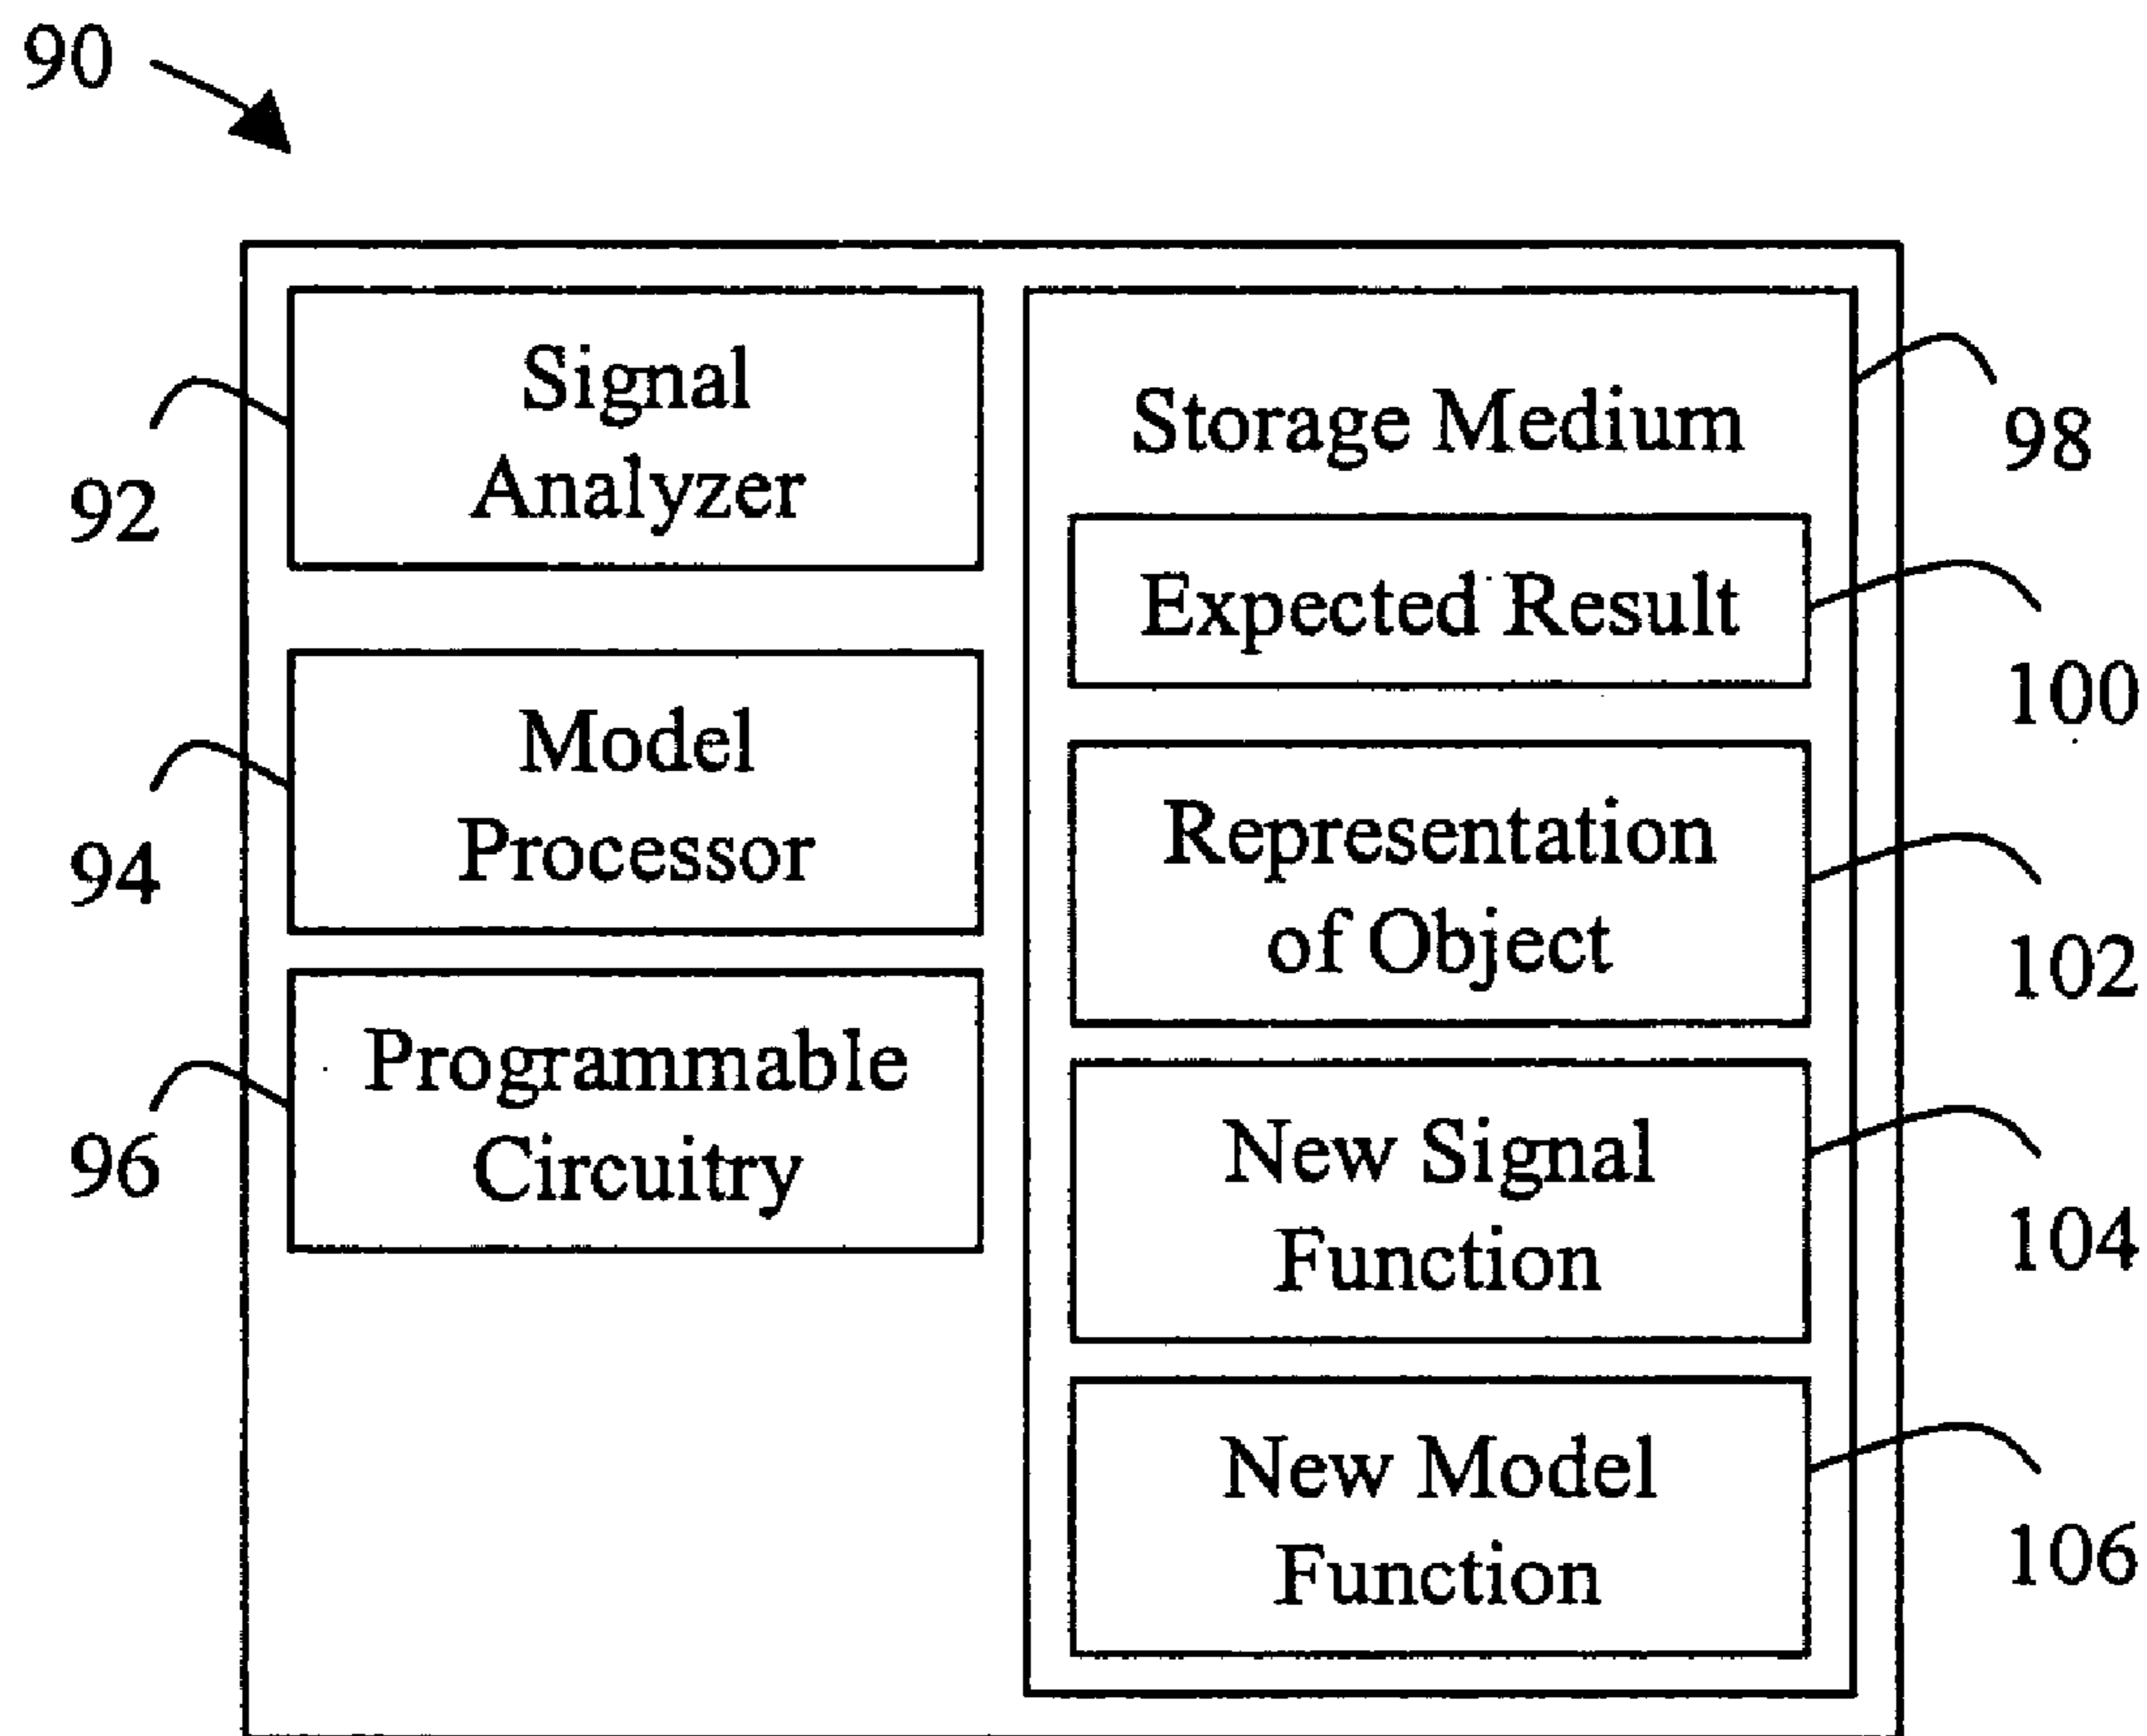 90
Signal
Analyzer
92
Model
Processor
94
Programmable
Circuitry
96
Storage Medium
98
Expected Result
100
Representation
of Object
102
New Signal
Function
104
New Model
Function
106